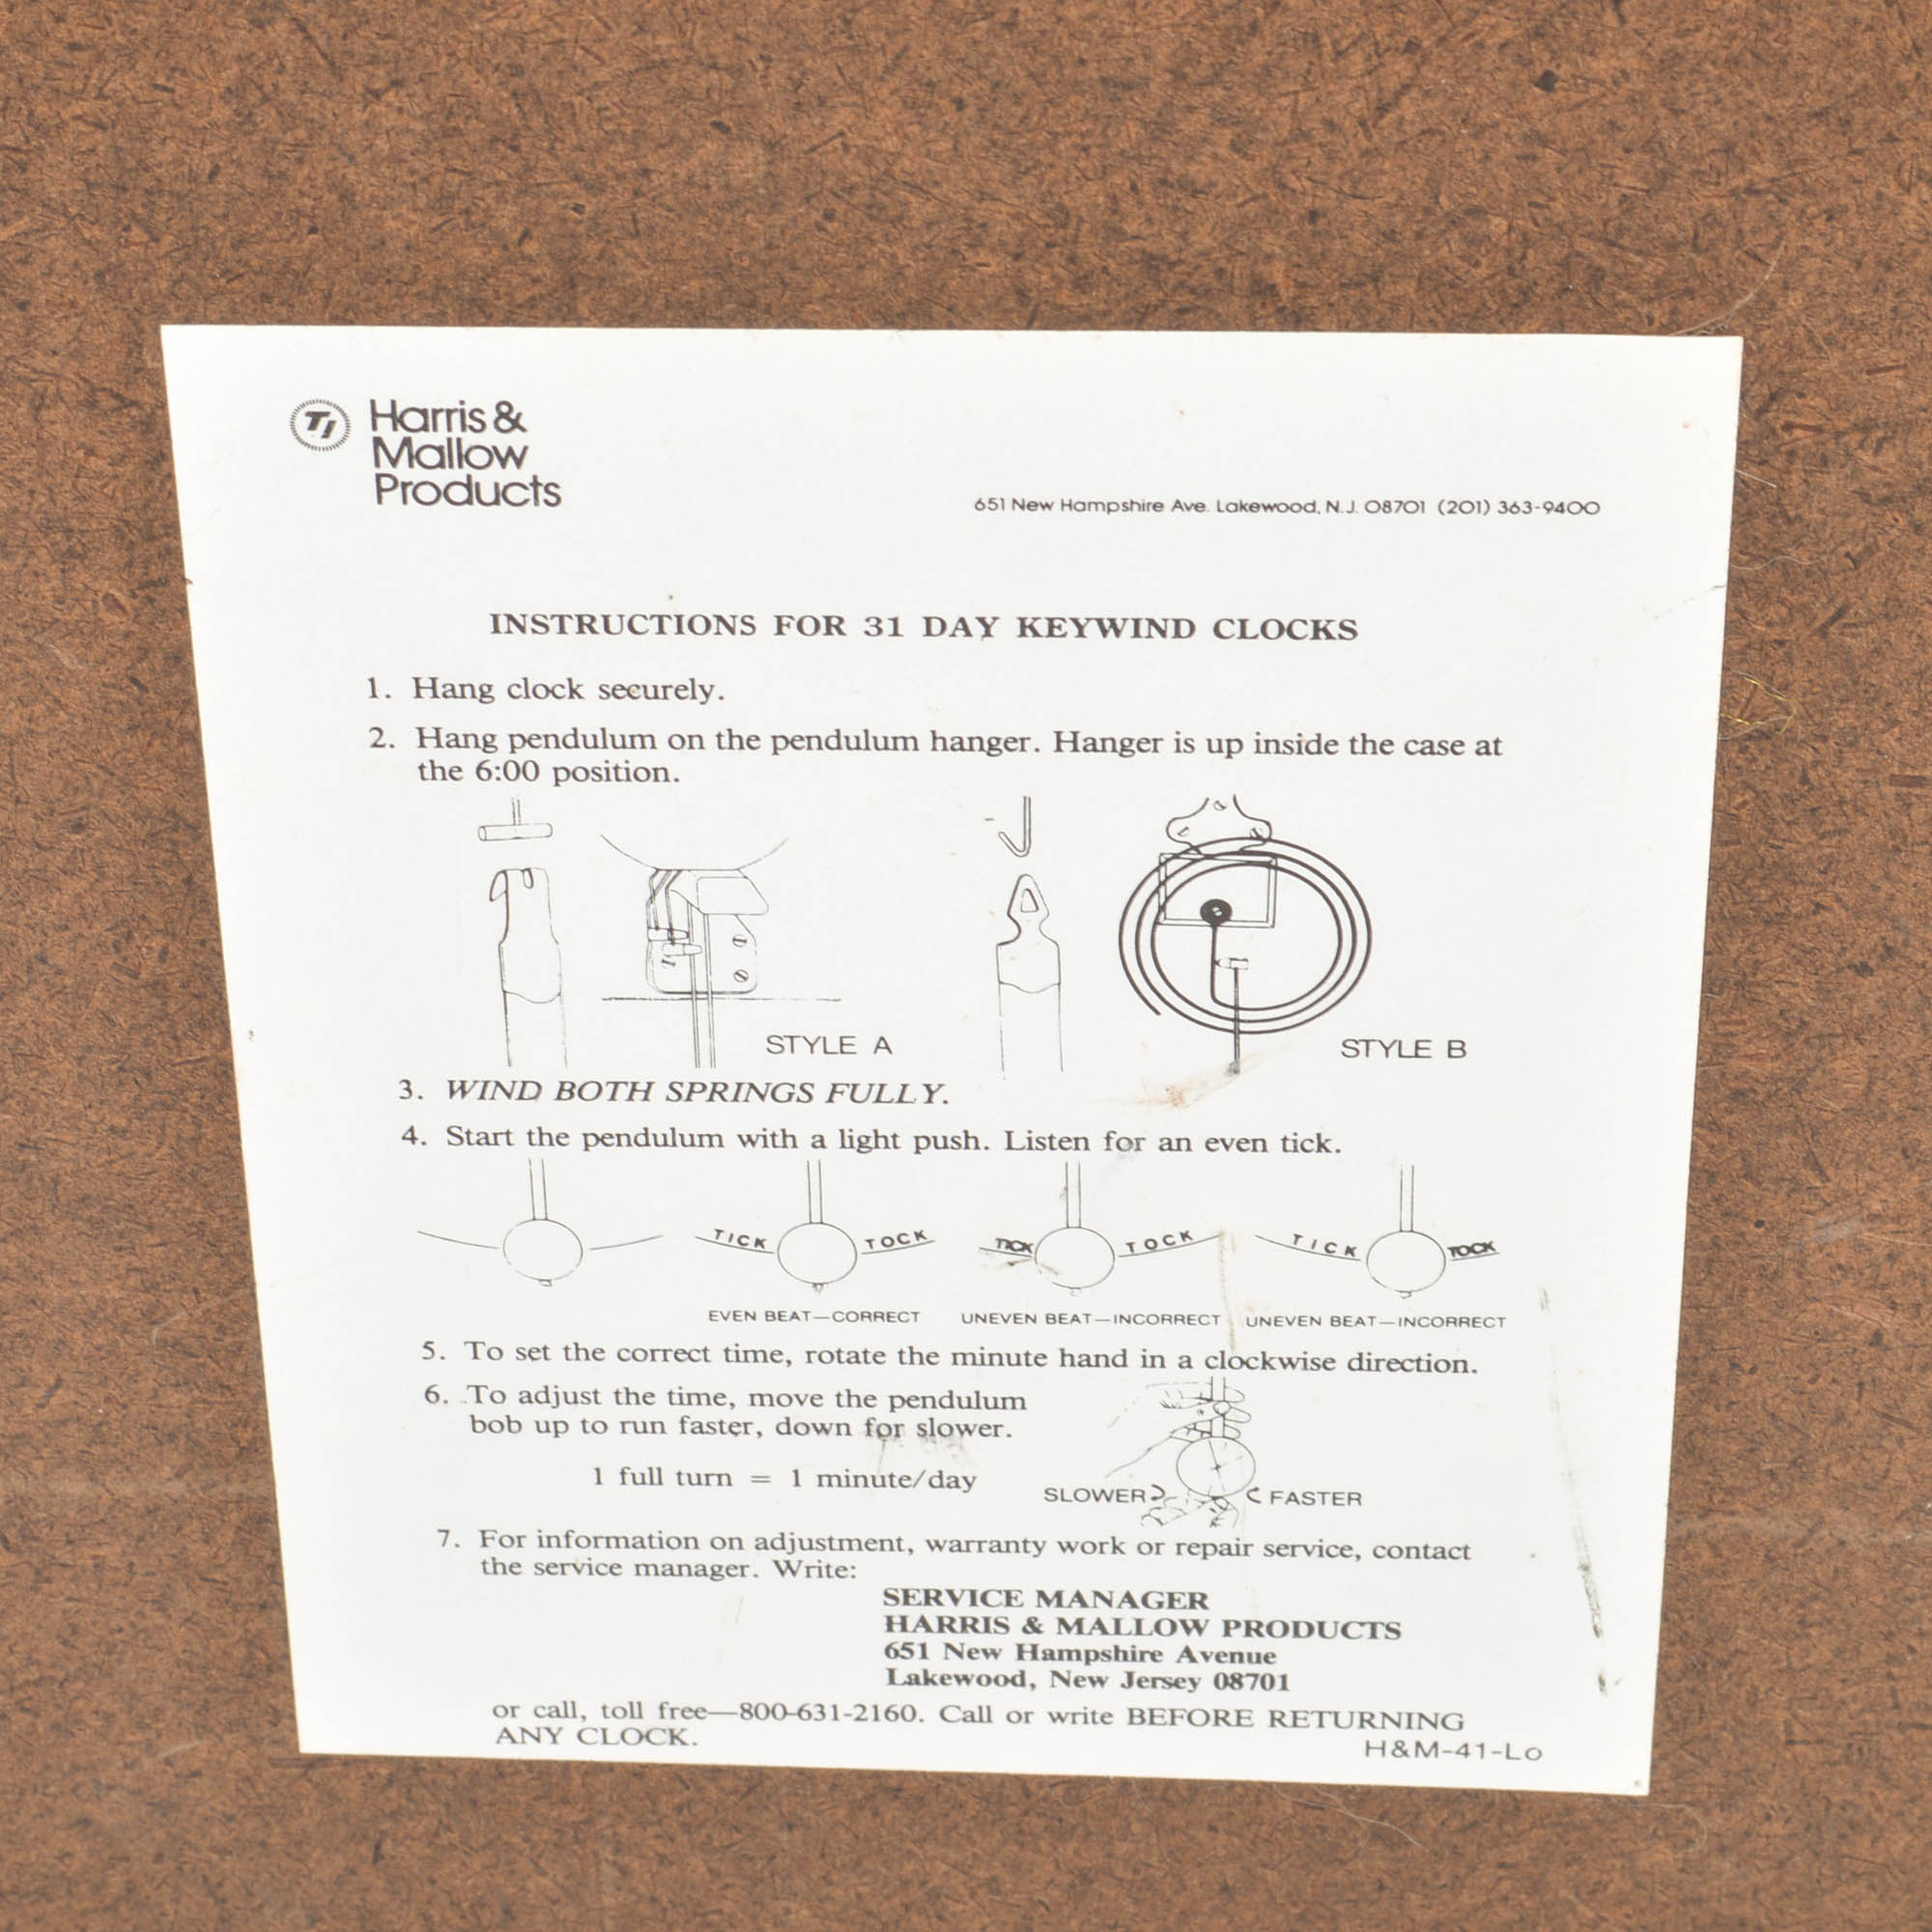 TI
Harris &
Mallow
Products
651 New Hampshire Ave. Lakewood, N.J. 08701 (201) 363-9400
INSTRUCTIONS FOR 31 DAY KEYWIND CLOCKS
1. Hang clock securely.
2. Hang pendulum on the pendulum hanger. Hanger is up inside the case at
the 6:00 position.
STYLE A
STYLE B
3. WIND BOTH SPRINGS FULLY.
4. Start the pendulum with a light push. Listen for an even tick.
TICK TOCK TICK TOCK TICK TOCK
EVEN BEAT—CORRECT UNEVEN BEAT—INCORRECT UNEVEN BEAT—INCORRECT
5. To set the correct time, rotate the minute hand in a clockwise direction.
6. To adjust the time, move the pendulum
bob up to run faster, down for slower.
1 full turn = 1 minute/day
SLOWER FASTER
7. For information on adjustment, warranty work or repair service, contact
the service manager. Write:
SERVICE MANAGER
HARRIS & MALLOW PRODUCTS
651 New Hampshire Avenue
Lakewood, New Jersey 08701
or call, toll free—800-631-2160. Call or write BEFORE RETURNING
ANY CLOCK.
H&M-41-Lo